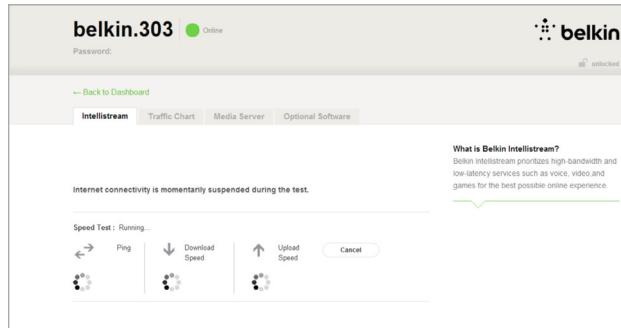 belkin.303 Online
Password:
belkin
unlocked
← Back to Dashboard
Intellistream Traffic Chart Media Server Optional Software
What is Belkin Intellistream?
Belkin Intellistream prioritizes high-bandwidth and
low-latency services such as voice, video,and
games for the best possible online experience.
Internet connectivity is momentarily suspended during the test.
Speed Test : Running...
Ping
Download
Speed
Upload
Speed
Cancel